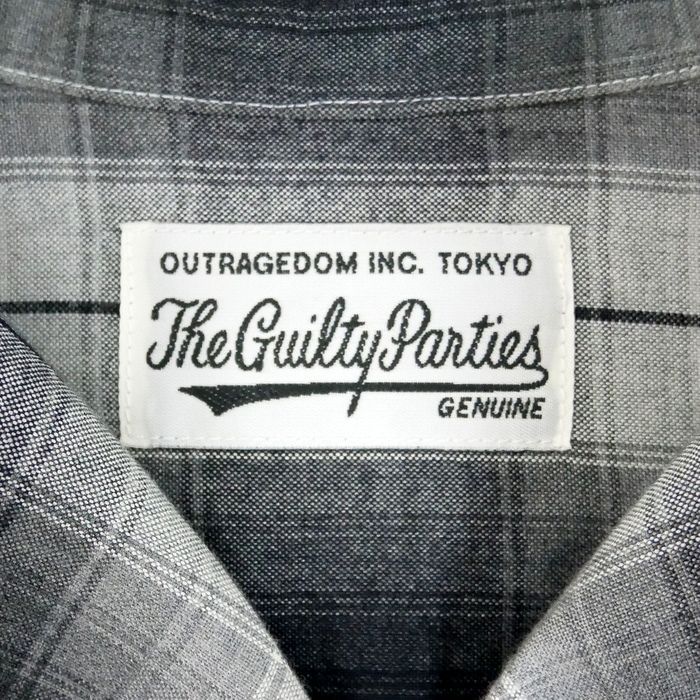 OUTRAGEDOM INC. TOKYO
The Guilty Parties
GENUINE